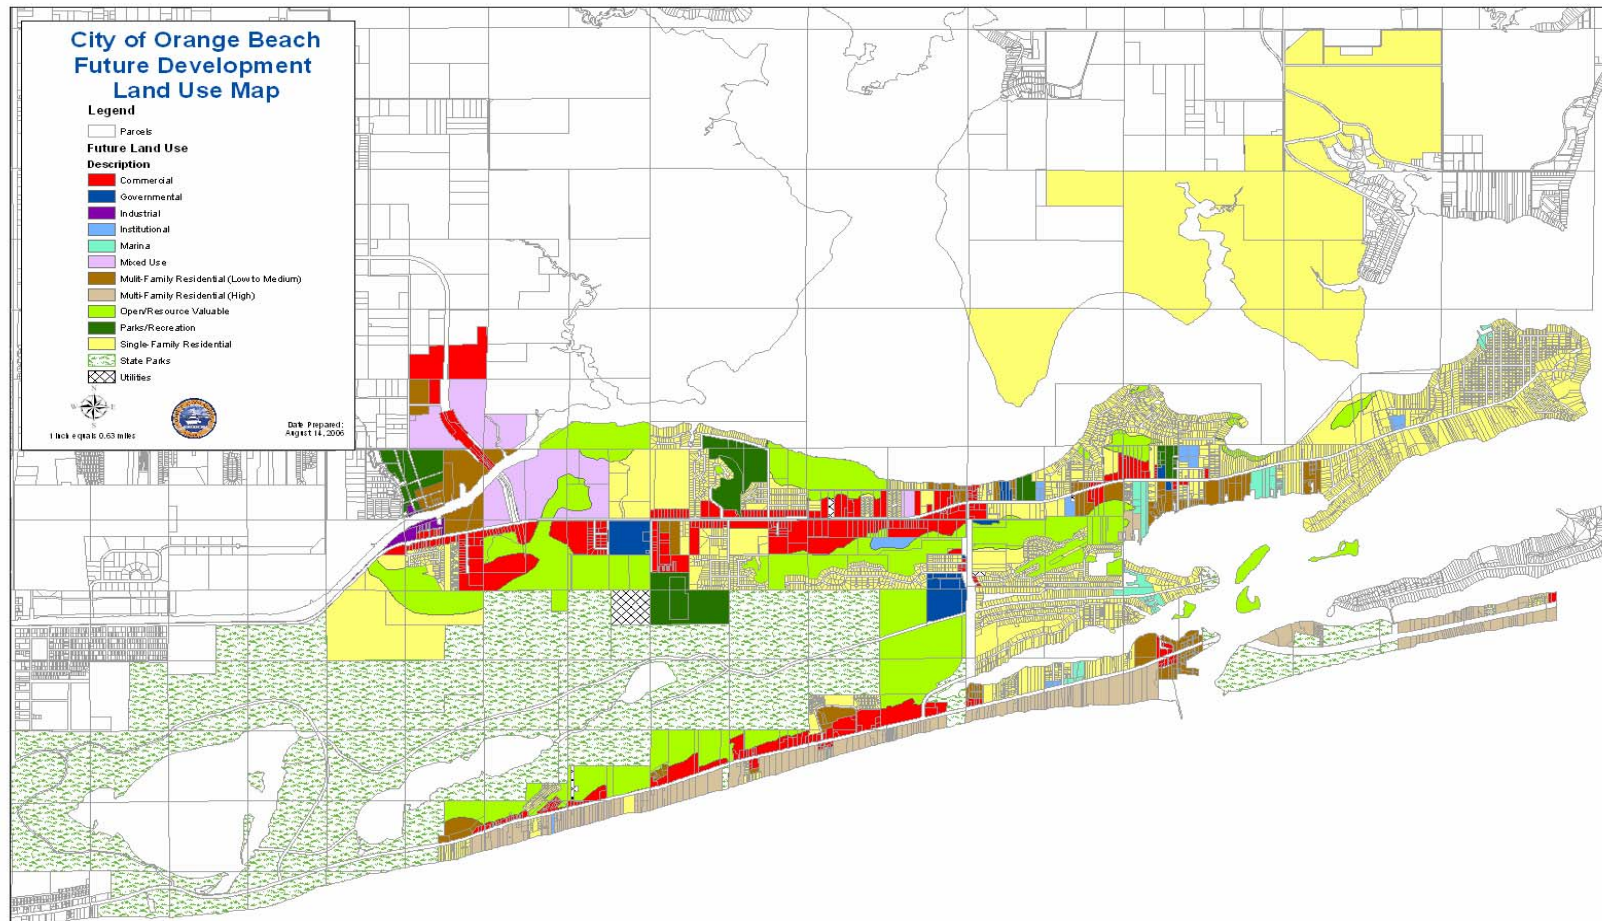 City of Orange Beach
Future Development
Land Use Map
Legend
Parcels
Future Land Use
Description
Commercial
Governmental
Industrial
Institutional
Marina
Mixed Use
Mulit-Family Residential (Low to Medium)
Multi-Family Residential (High)
Open/Resource Valuable
Parks/Recreation
Single-Family Residential
State Parks
Utilities
N
W
E
S
1 Inch equals 0.63 miles
Date Prepared:
August 14, 2006